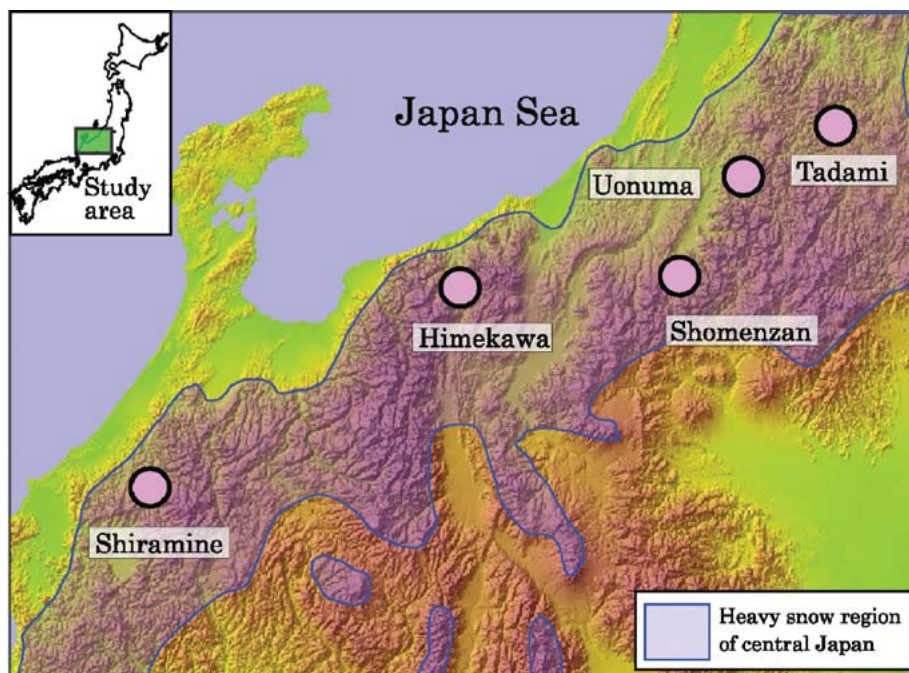 Study
area
Japan Sea
Tadami
Uonuma
Himekawa
Shomenzan
Shiramine
Heavy snow region
of central Japan